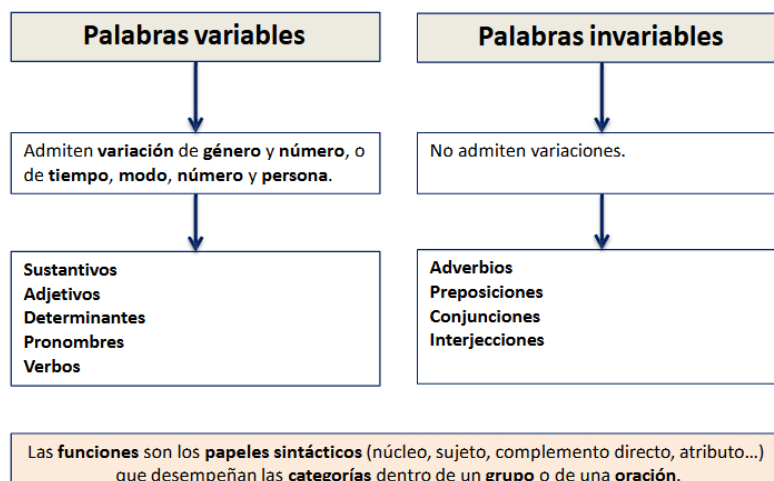 Palabras variables
Admiten variación de género y número, o
de tiempo, modo, número y persona.
Sustantivos
Adjetivos
Determinantes
Pronombres
Verbos
Palabras invariables
No admiten variaciones.
Adverbios
Preposiciones
Conjunciones
Interjecciones
Las funciones son los papeles sintácticos (núcleo, sujeto, complemento directo, atributo...)
que desempeñan las categorías dentro de un grupo o de una oración.